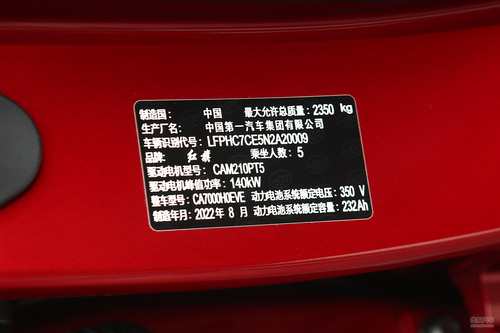 制造国： 中国 最大允许总质量：2350 kg
生产厂名： 中国第一汽车集团有限公司
车辆识别代号：LFPHC7CE5N2A20009
品牌： 红旗 乘坐人数：5
驱动电机型号：CAM210PT5
驱动电机峰值功率：140kW
整车型号：CA7000H0EVE 动力电池系统额定电压：350 V
制造年月：2022年8月 动力电池系统额定容量：232Ah